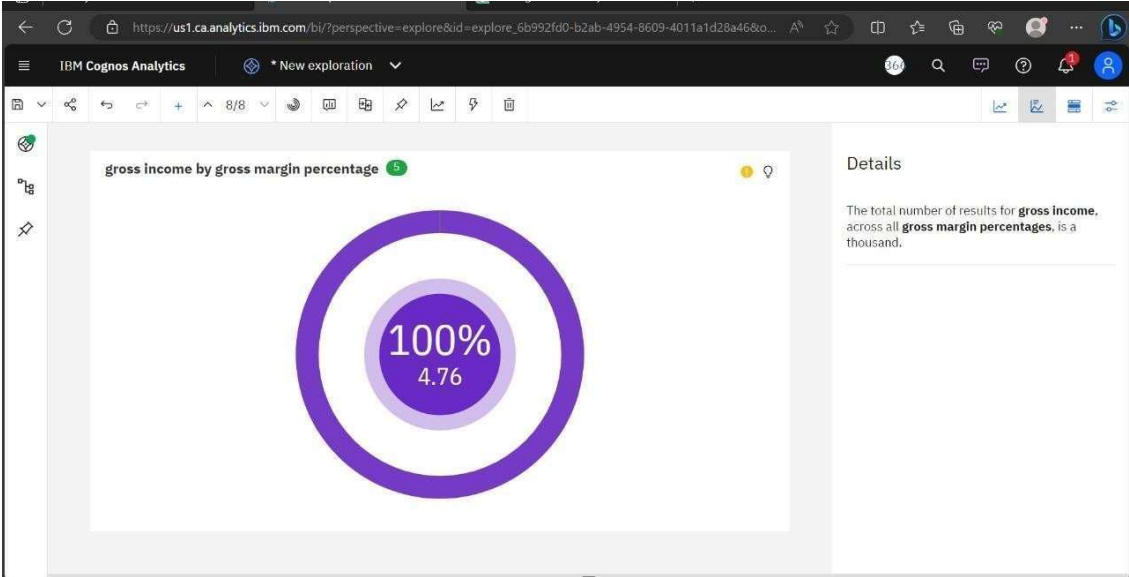 https://us1.ca.analytics.ibm.com/bi/?perspective=explore&id=explore_6b992fd0-b2ab-4954-8609-4011a1d28a46&o...
IBM Cognos Analytics
* New exploration
1
8/8
gross income by gross margin percentage 5
100%
4.76
Details
The total number of results for gross income,
across all gross margin percentages, is a
thousand.